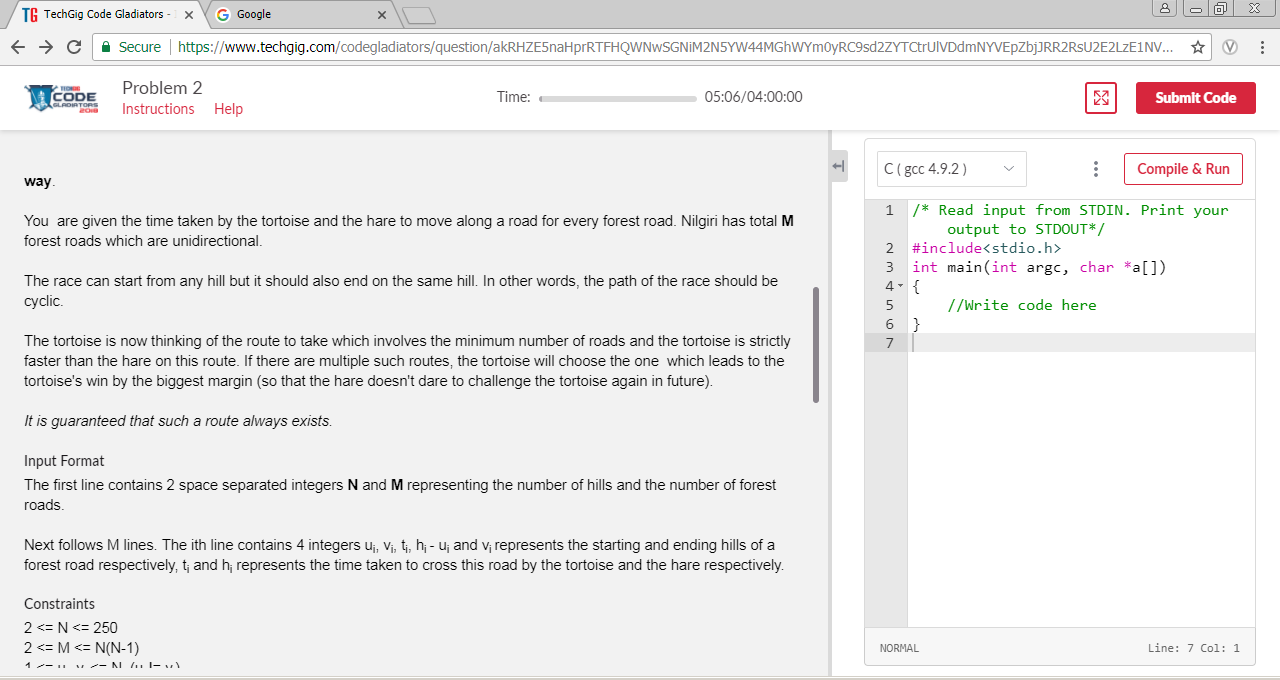 TechGig Code Gladiators -
Google
Secure
https://www.techgig.com/codegladiators/question/akRHZE5naHprRTFHQWNwSGNiM2N5YW44MGhWYm0yRC9sd2ZYTCtrUlVDdmNYVEpZbjJRR2RsU2E2LzE1NV...
CODE
GLADIATORS
2018
Problem 2
Instructions Help
Time: 05:06/04:00:00
Submit Code
way.
You are given the time taken by the tortoise and the hare to move along a road for every forest road. Nilgiri has total M
forest roads which are unidirectional.
The race can start from any hill but it should also end on the same hill. In other words, the path of the race should be
cyclic.
The tortoise is now thinking of the route to take which involves the minimum number of roads and the tortoise is strictly
faster than the hare on this route. If there are multiple such routes, the tortoise will choose the one which leads to the
tortoise's win by the biggest margin (so that the hare doesn't dare to challenge the tortoise again in future).
It is guaranteed that such a route always exists.
Input Format
The first line contains 2 space separated integers N and M representing the number of hills and the number of forest
roads.
Next follows M lines. The ith line contains 4 integers uᵢ, vᵢ, tᵢ, hᵢ - uᵢ and vᵢ represents the starting and ending hills of a
forest road respectively, tᵢ and hᵢ represents the time taken to cross this road by the tortoise and the hare respectively.
Constraints
2 <= N <= 250
2 <= M <= N(N-1)
C ( gcc 4.9.2 )
Compile & Run
1 /* Read input from STDIN. Print your
output to STDOUT*/
2 #include<stdio.h>
3 int main(int argc, char *a[])
4 {
5 //Write code here
6 }
7
NORMAL
Line: 7 Col: 1